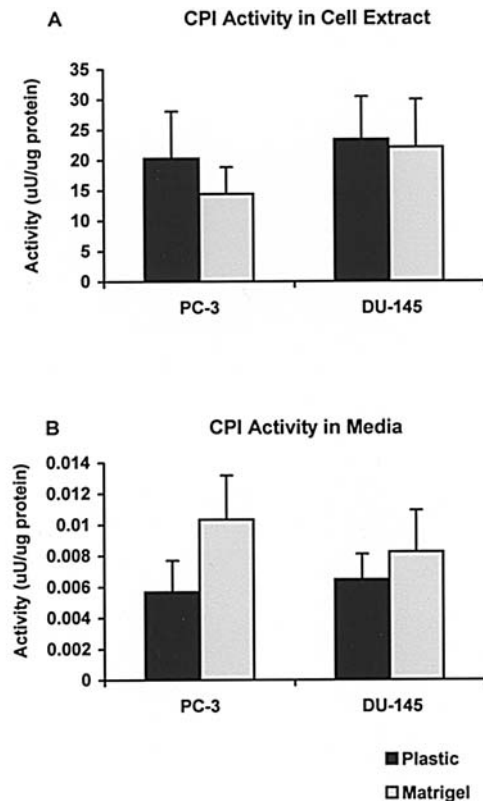 A CPI Activity in Cell Extract
Activity (uU/ug protein)
35
30
25
20
15
10
5
0
PC-3 DU-145
B CPI Activity in Media
Activity (uU/ug protein)
0.014
0.012
0.01
0.008
0.006
0.004
0.002
0
PC-3 DU-145
Plastic
Matrigel